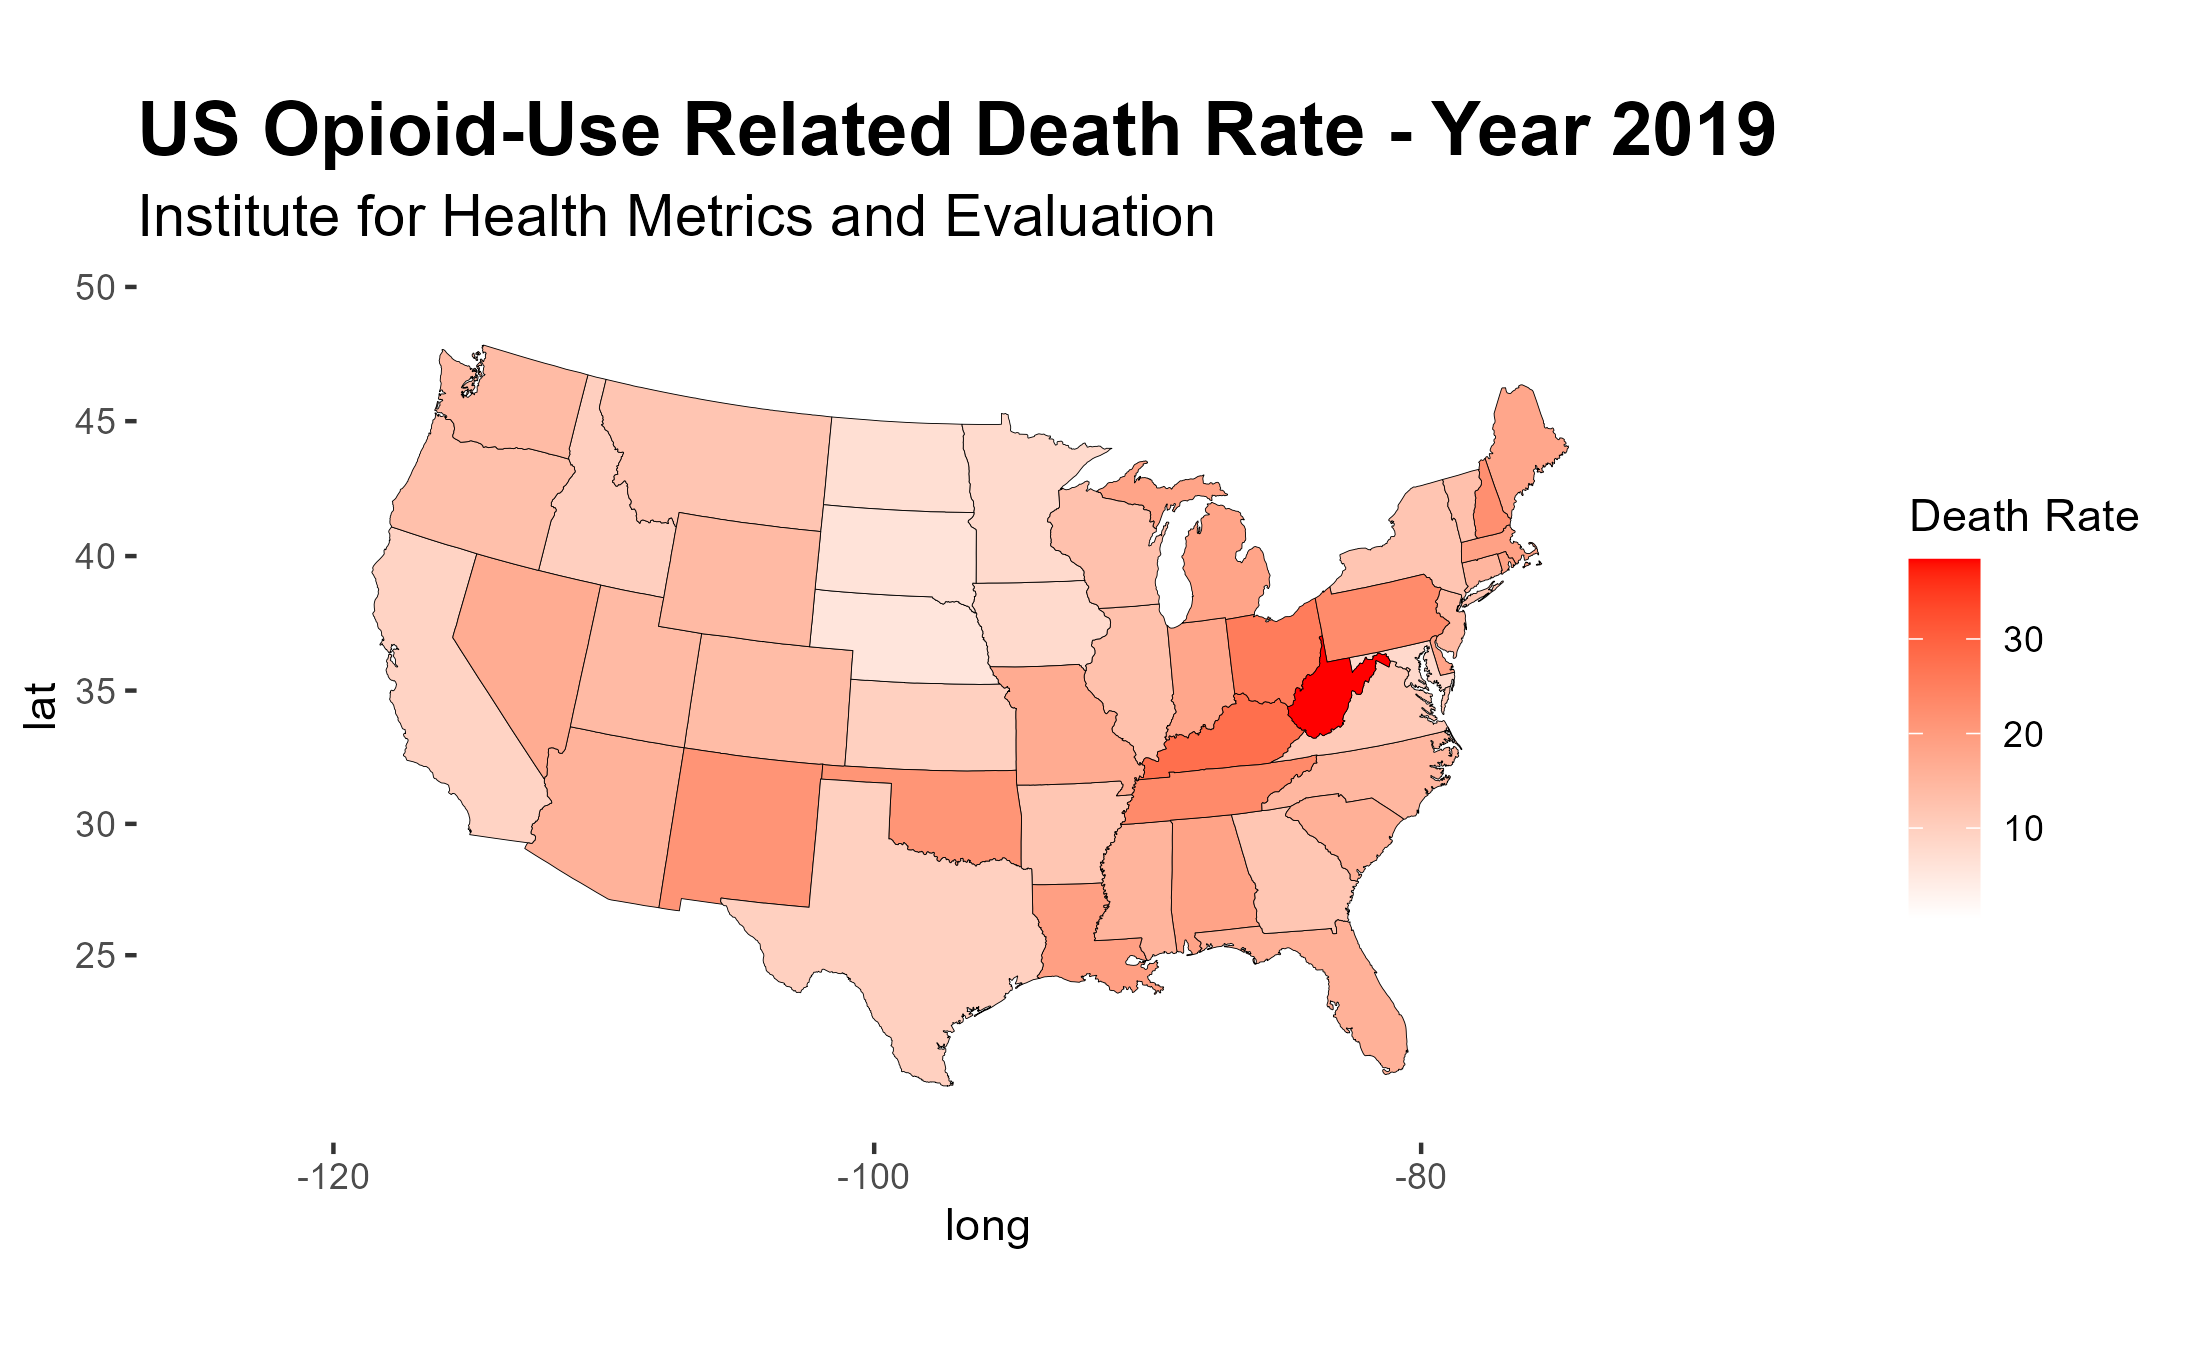 US Opioid-Use Related Death Rate - Year 2019
Institute for Health Metrics and Evaluation
50
45
40
35
30
25
lat
-120
-100
-80
long
Death Rate
30
20
10